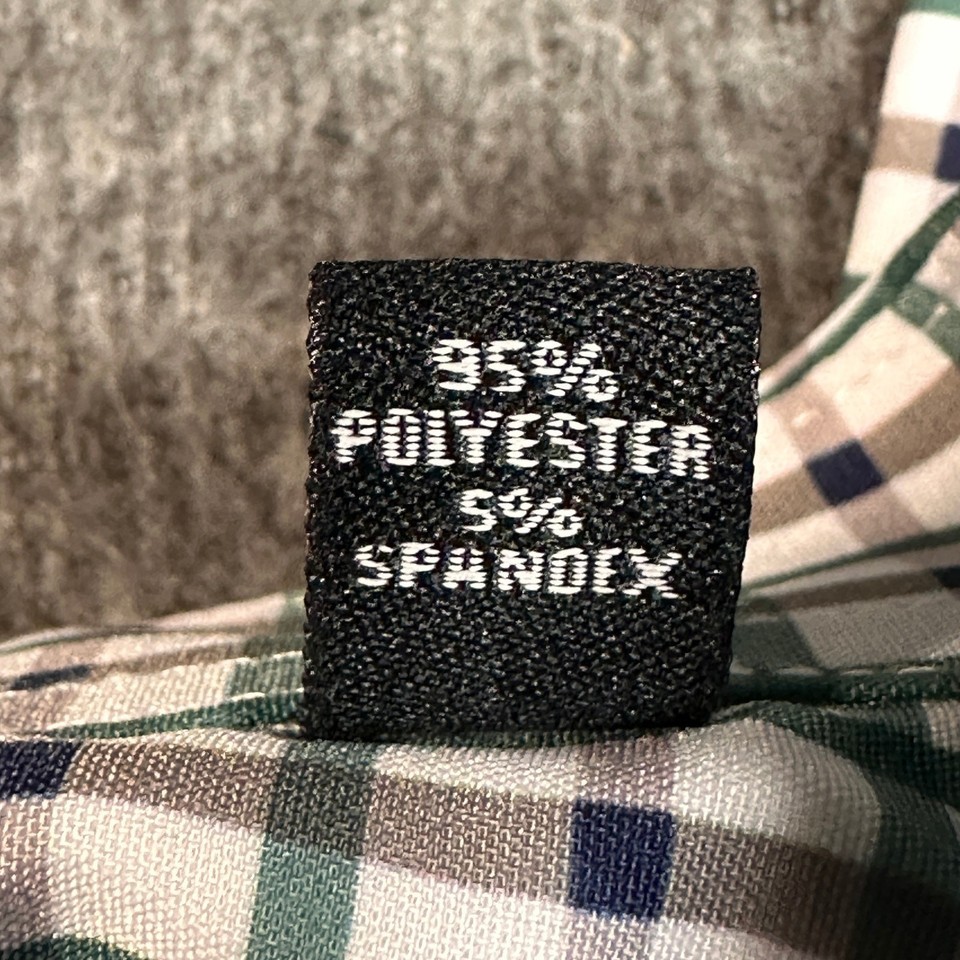 95%
POLYESTER
5%
SPANDEX